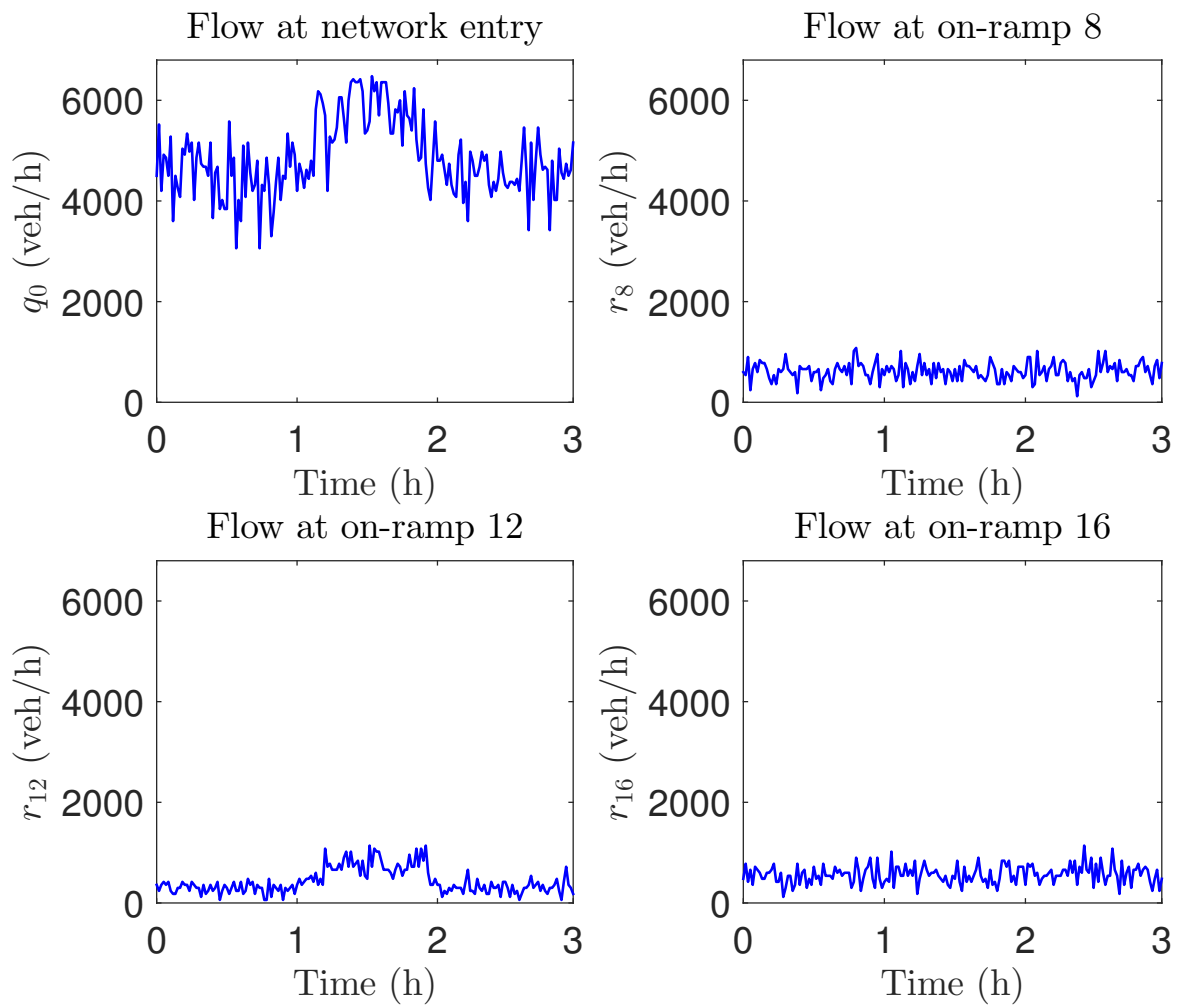 Flow at network entry
q0 (veh/h)
6000
4000
2000
0
0 1 2 3
Time (h)
Flow at on-ramp 8
r8 (veh/h)
6000
4000
2000
0
0 1 2 3
Time (h)
Flow at on-ramp 12
r12 (veh/h)
6000
4000
2000
0
0 1 2 3
Time (h)
Flow at on-ramp 16
r16 (veh/h)
6000
4000
2000
0
0 1 2 3
Time (h)